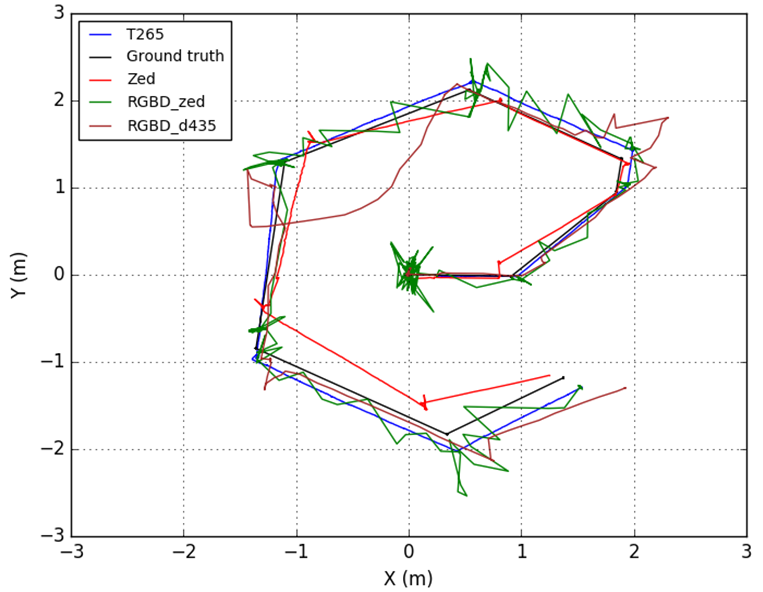 3
T265
Ground truth
Zed
RGBD_zed
RGBD_d435
2
1
0
−1
−2
−3
Y (m)
−3 −2 −1 0 1 2 3
X (m)